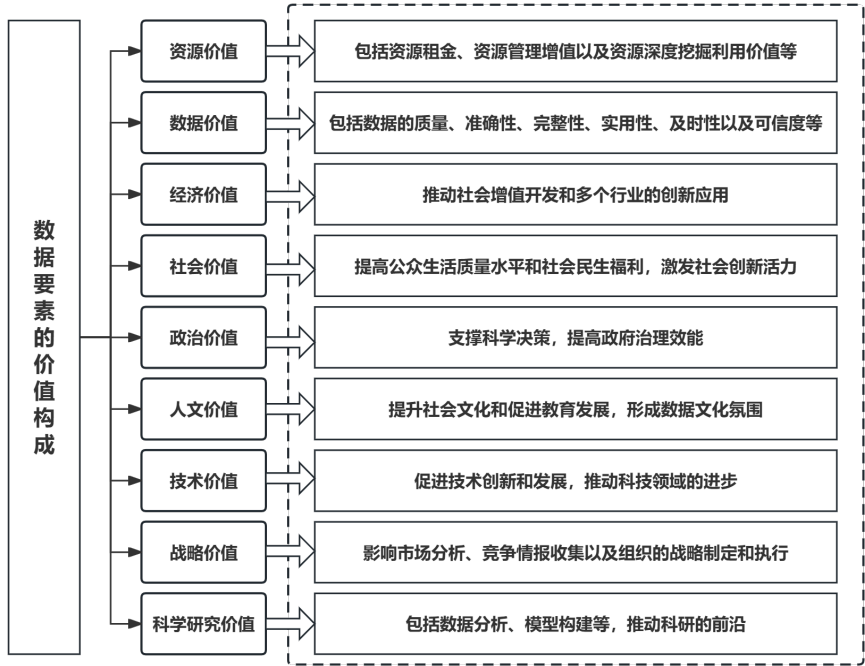 数据要素的价值构成
资源价值
包括资源租金、资源管理增值以及资源深度挖掘利用价值等
数据价值
包括数据的质量、准确性、完整性、实用性、及时性以及可信度等
经济价值
推动社会增值开发和多个行业的创新应用
社会价值
提高公众生活质量水平和社会民生福利，激发社会创新活力
政治价值
支撑科学决策，提高政府治理效能
人文价值
提升社会文化和促进教育发展，形成数据文化氛围
技术价值
促进技术创新和发展，推动科技领域的进步
战略价值
影响市场分析、竞争情报收集以及组织的战略制定和执行
科学研究价值
包括数据分析、模型构建等，推动科研的前沿